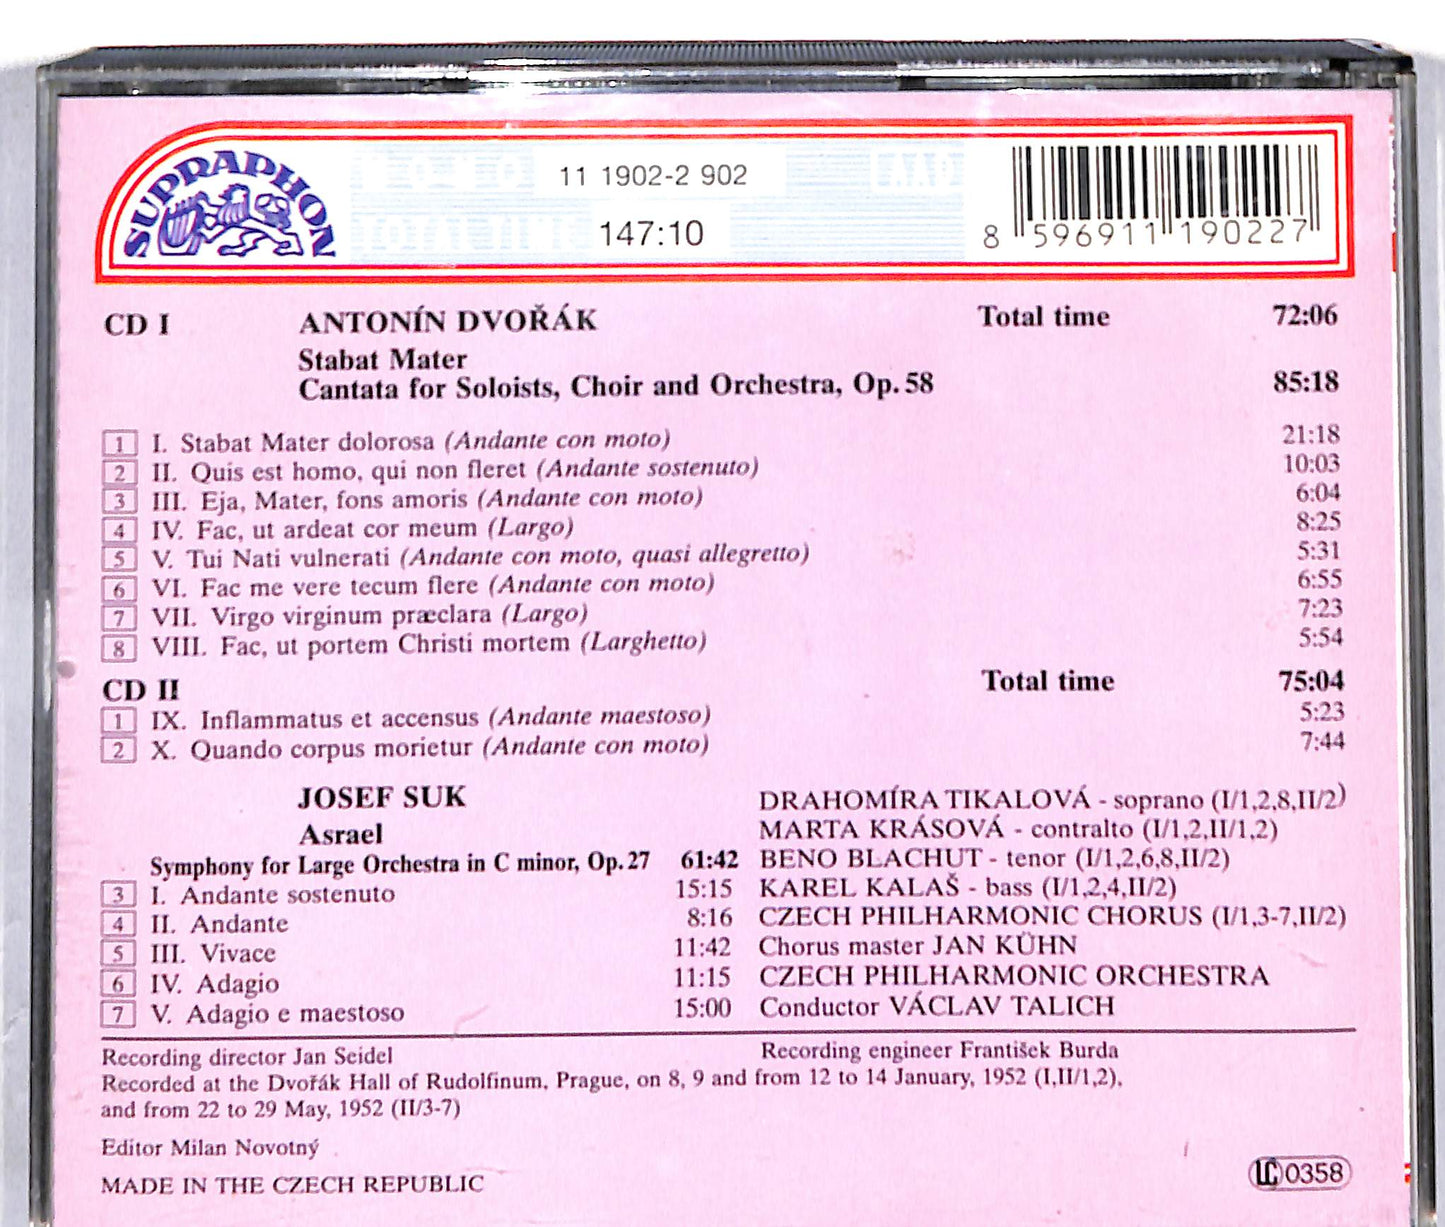 SUPRAPHON
MONO 11 1902-2 902 AAD
TOTAL TIME 147:10
8 596911 190227
CD I ANTONÍN DVOŘÁK Total time 72:06
Stabat Mater
Cantata for Soloists, Choir and Orchestra, Op. 58 85:18
1 I. Stabat Mater dolorosa (Andante con moto) 21:18
2 II. Quis est homo, qui non fleret (Andante sostenuto) 10:03
3 III. Eja, Mater, fons amoris (Andante con moto) 6:04
4 IV. Fac, ut ardeat cor meum (Largo) 8:25
5 V. Tui Nati vulnerati (Andante con moto, quasi allegretto) 5:31
6 VI. Fac me vere tecum flere (Andante con moto) 6:55
7 VII. Virgo virginum præclara (Largo) 7:23
8 VIII. Fac, ut portem Christi mortem (Larghetto) 5:54
CD II Total time 75:04
1 IX. Inflammatus et accensus (Andante maestoso) 5:23
2 X. Quando corpus morietur (Andante con moto) 7:44
JOSEF SUK
Asrael
Symphony for Large Orchestra in C minor, Op. 27 61:42
3 I. Andante sostenuto 15:15
4 II. Andante 8:16
5 III. Vivace 11:42
6 IV. Adagio 11:15
7 V. Adagio e maestoso 15:00
DRAHOMÍRA TIKALOVÁ - soprano (I/1,2,8,II/2)
MARTA KRÁSOVÁ - contralto (I/1,2,II/1,2)
BENO BLACHUT - tenor (I/1,2,6,8,II/2)
KAREL KALAŠ - bass (I/1,2,4,II/2)
CZECH PHILHARMONIC CHORUS (I/1,3-7,II/2)
Chorus master JAN KÜHN
CZECH PHILHARMONIC ORCHESTRA
Conductor VÁCLAV TALICH
Recording director Jan Seidel Recording engineer František Burda
Recorded at the Dvořák Hall of Rudolfinum, Prague, on 8, 9 and from 12 to 14 January, 1952 (I,II/1,2),
and from 22 to 29 May, 1952 (II/3-7)
Editor Milan Novotný
MADE IN THE CZECH REPUBLIC
LC 0358